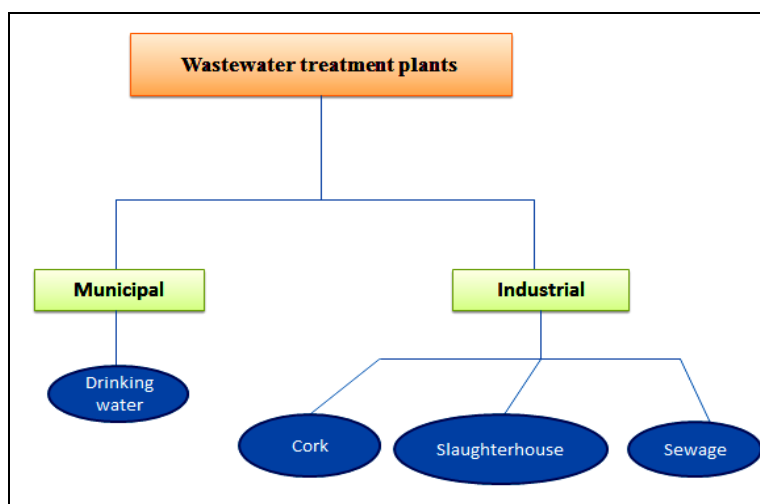 Wastewater treatment plants
Municipal
Industrial
Drinking
water
Cork
Slaughterhouse
Sewage